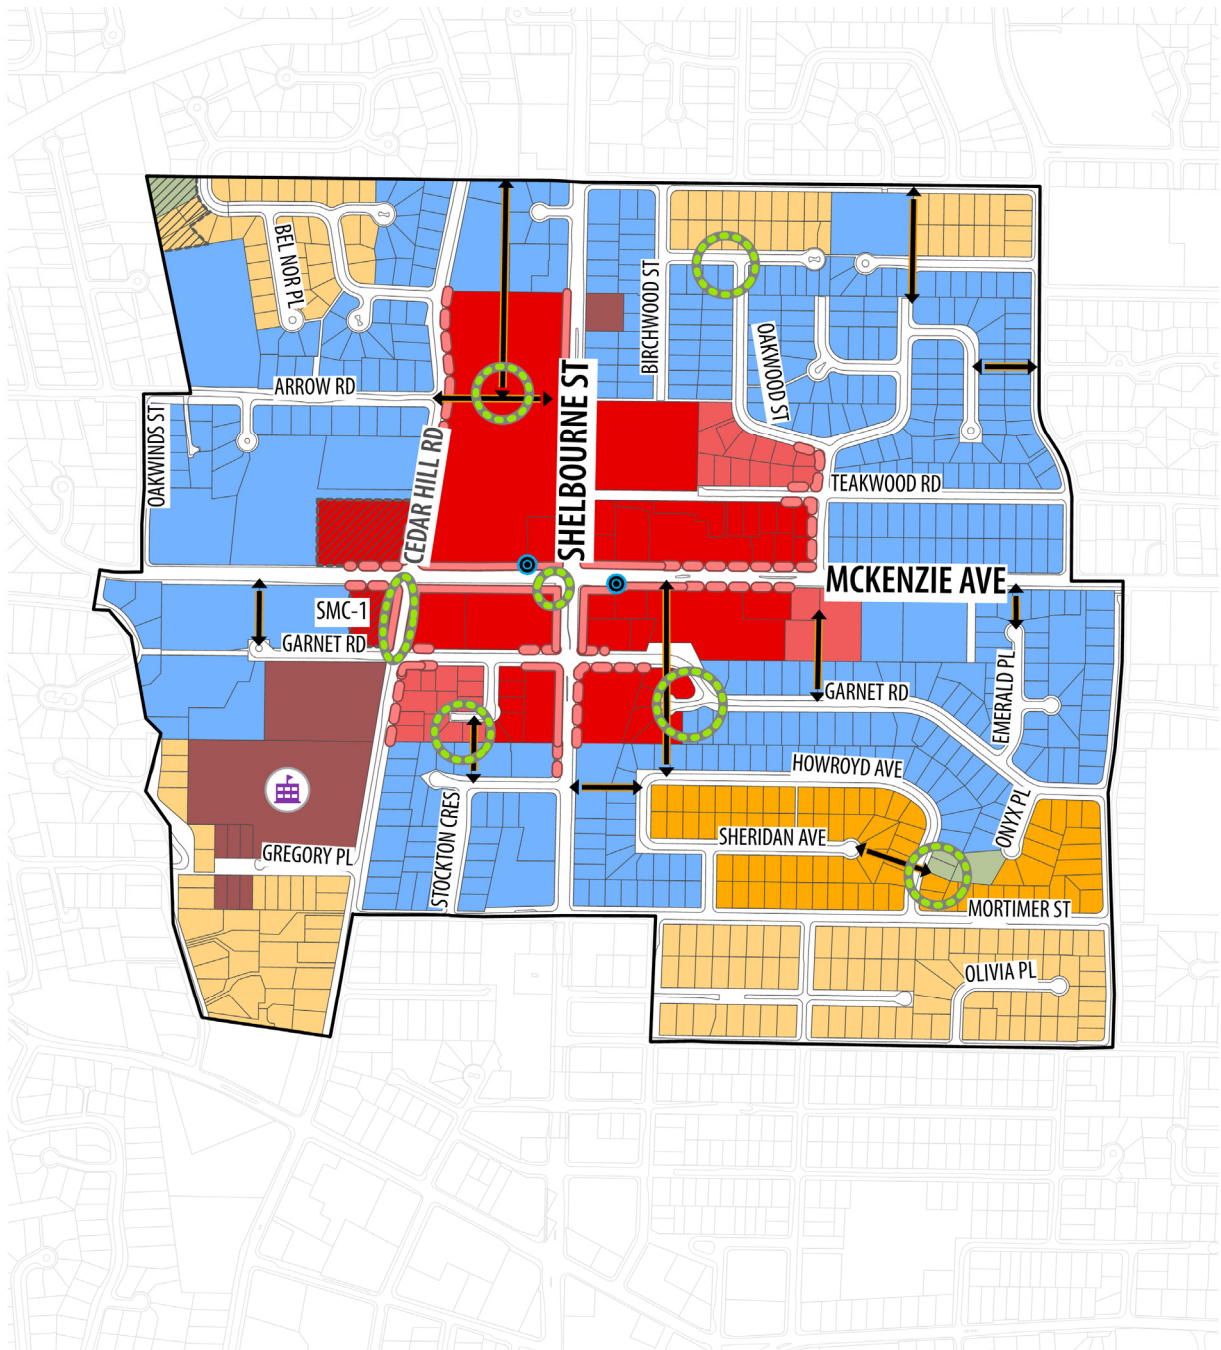 BEL NOR PL
BIRCHWOOD ST
OAKWOOD ST
ARROW RD
SHELBOURNE ST
OAKWINDS ST
CEDAR HILL RD
TEAKWOOD RD
MCKENZIE AVE
SMC-1
GARNET RD
GARNET RD
EMERALD PL
HOWROYD AVE
ONYX PL
SHERIDAN AVE
STOCKTON CRES
GREGORY PL
MORTIMER ST
OLIVIA PL